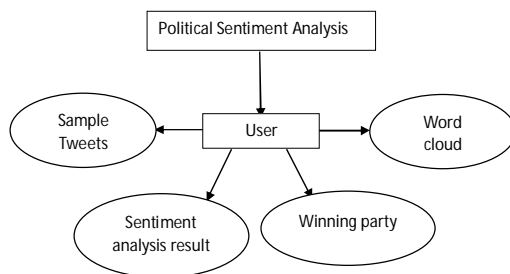 Political Sentiment Analysis
Sample
Tweets
User
Word
cloud
Sentiment
analysis result
Winning party